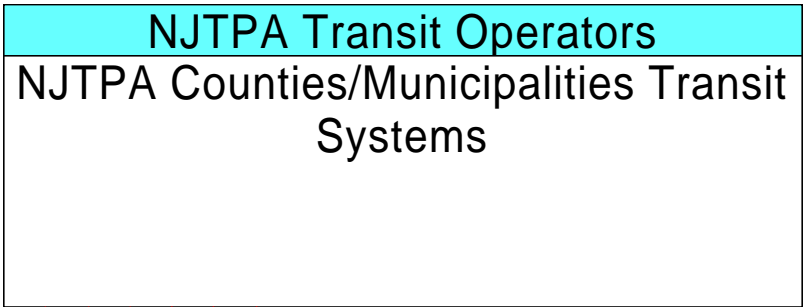 NJTPA Transit Operators
NJTPA Counties/Municipalities Transit
Systems